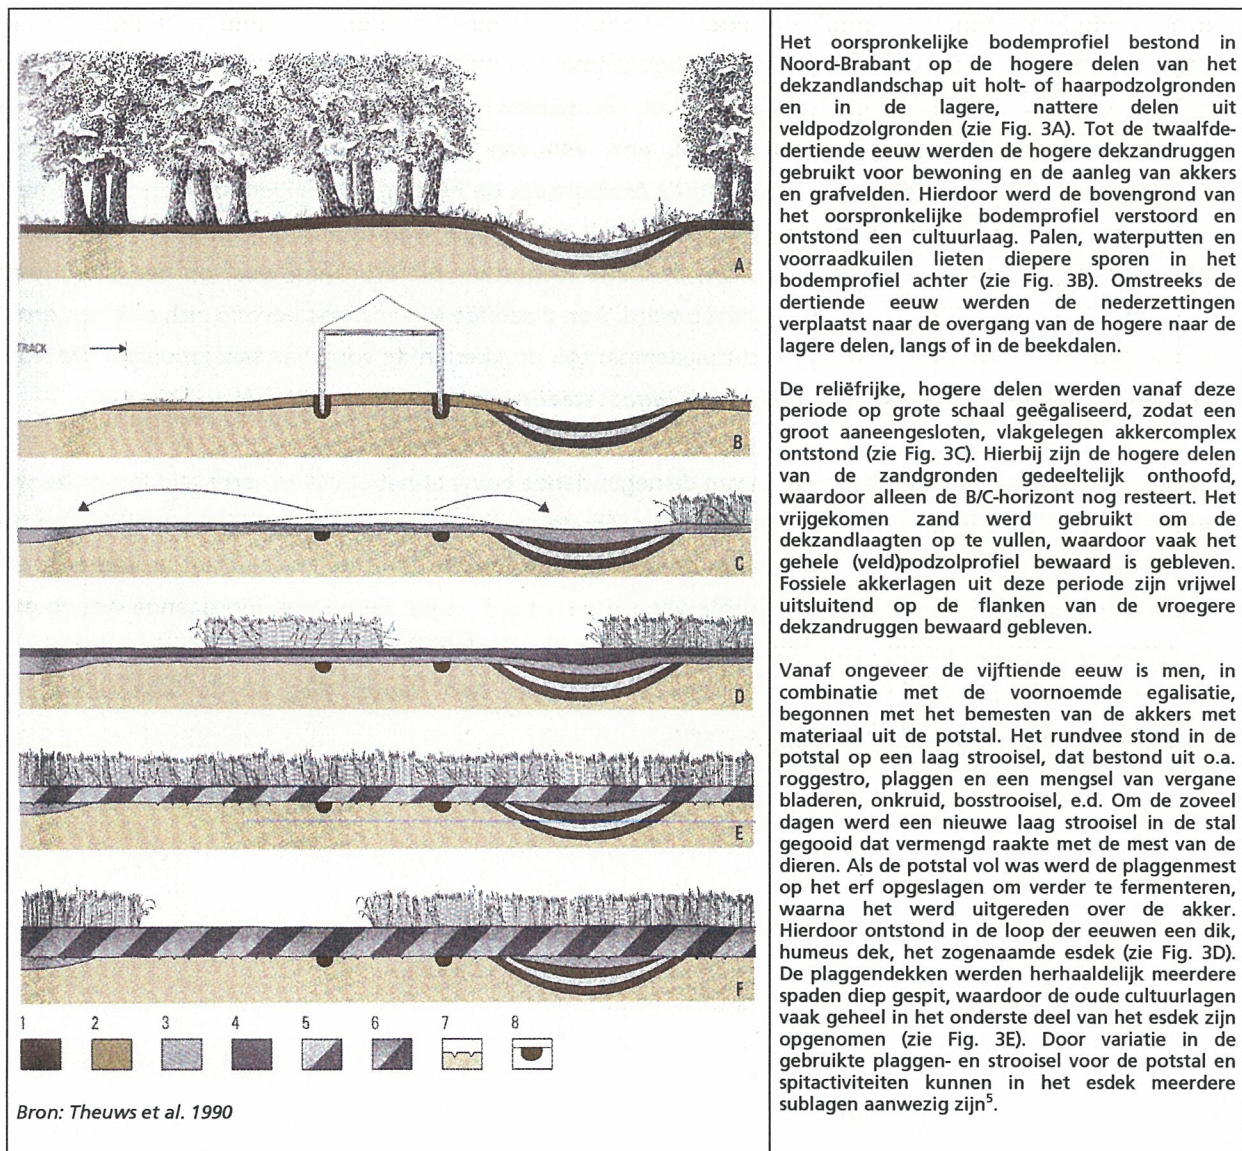 TRACK
A
B
C
D
E
F
1 2 3 4 5 6 7 8
Bron: Theuws et al. 1990
Het oorspronkelijke bodemprofiel bestond in
Noord-Brabant op de hogere delen van het
dekzandlandschap uit holt- of haarpodzolgronden
en in de lagere, nattere delen uit
veldpodzolgronden (zie Fig. 3A). Tot de twaalfde-
dertiende eeuw werden de hogere dekzandruggen
gebruikt voor bewoning en de aanleg van akkers
en grafvelden. Hierdoor werd de bovengrond van
het oorspronkelijke bodemprofiel verstoord en
ontstond een cultuurlaag. Palen, waterputten en
voorraadkuilen lieten diepere sporen in het
bodemprofiel achter (zie Fig. 3B). Omstreeks de
dertiende eeuw werden de nederzettingen
verplaatst naar de overgang van de hogere naar de
lagere delen, langs of in de beekdalen.
De reliëfrijke, hogere delen werden vanaf deze
periode op grote schaal geëgaliseerd, zodat een
groot aaneengesloten, vlakgelegen akkercomplex
ontstond (zie Fig. 3C). Hierbij zijn de hogere delen
van de zandgronden gedeeltelijk onthoofd,
waardoor alleen de B/C-horizont nog resteert. Het
vrijgekomen zand werd gebruikt om de
dekzandlaagten op te vullen, waardoor vaak het
gehele (veld)podzolprofiel bewaard is gebleven.
Fossiele akkerlagen uit deze periode zijn vrijwel
uitsluitend op de flanken van de vroegere
dekzandruggen bewaard gebleven.
Vanaf ongeveer de vijftiende eeuw is men, in
combinatie met de voornoemde egalisatie,
begonnen met het bemesten van de akkers met
materiaal uit de potstal. Het rundvee stond in de
potstal op een laag strooisel, dat bestond uit o.a.
roggestro, plaggen en een mengsel van vergane
bladeren, onkruid, bosstrooisel, e.d. Om de zoveel
dagen werd een nieuwe laag strooisel in de stal
gegooid dat vermengd raakte met de mest van de
dieren. Als de potstal vol was werd de plaggenmest
op het erf opgeslagen om verder te fermenteren,
waarna het werd uitgereden over de akker.
Hierdoor ontstond in de loop der eeuwen een dik,
humeus dek, het zogenaamde esdek (zie Fig. 3D).
De plaggendekken werden herhaaldelijk meerdere
spaden diep gespit, waardoor de oude cultuurlagen
vaak geheel in het onderste deel van het esdek zijn
opgenomen (zie Fig. 3E). Door variatie in de
gebruikte plaggen- en strooisel voor de potstal en
spitactiviteiten kunnen in het esdek meerdere
sublagen aanwezig zijn⁵.